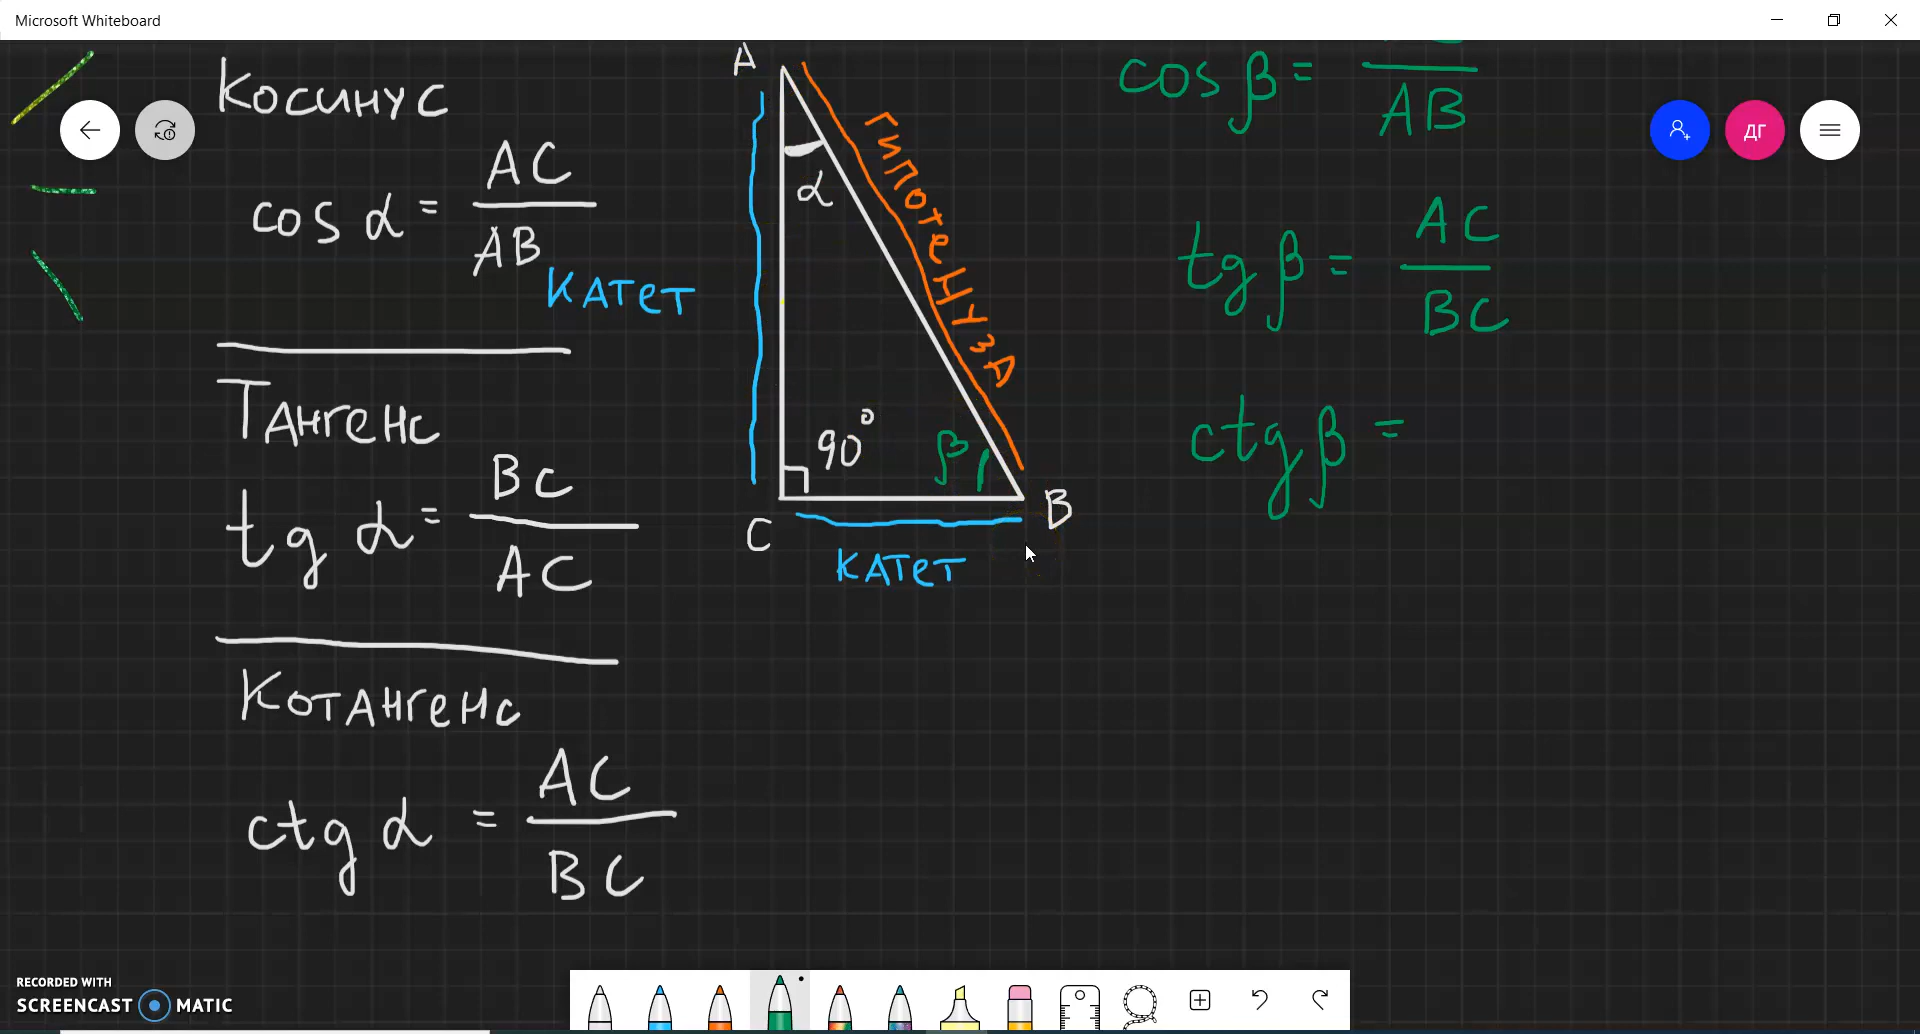 Microsoft Whiteboard
Косинус
cos α = AC
AB
Тангенс
tg α = BC
AC
Котангенс
ctg α = AC
BC
A
α
гипотенуза
катет
90°
β
C
B
катет
cos β =
AB
tg β = AC
BC
ctg β =
ДГ
RECORDED WITH
SCREENCAST MATIC